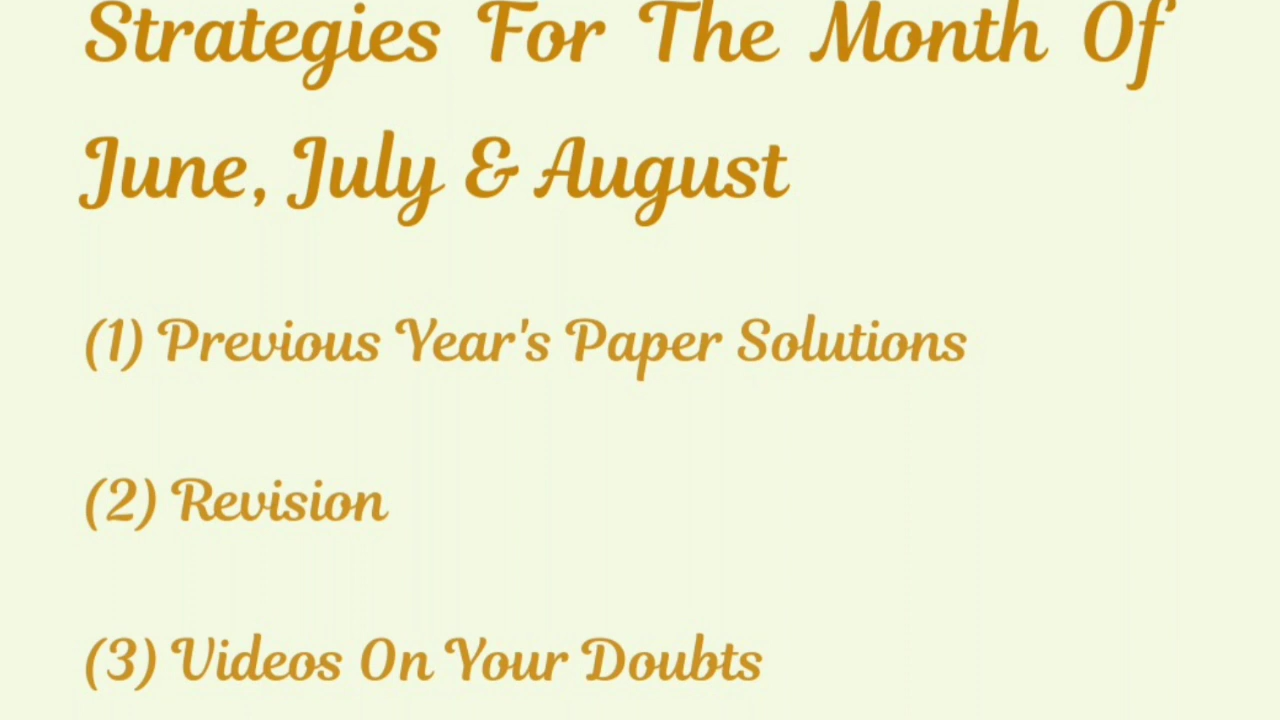 Strategies For The Month Of
June, July & August
(1) Previous Year's Paper Solutions
(2) Revision
(3) Videos On Your Doubts